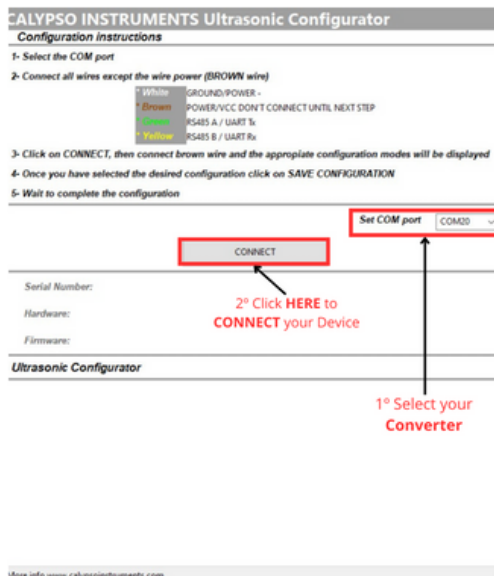 CALYPSO INSTRUMENTS Ultrasonic Configurator
Configuration instructions
1- Select the COM port
2- Connect all wires except the wire power (BROWN wire)
* White GROUND/POWER -
* Brown POWER/VCC DON'T CONNECT UNTIL NEXT STEP
* Green RS485 A / UART Tx
* Yellow RS485 B / UART Rx
3- Click on CONNECT, then connect brown wire and the appropiate configuration modes will be displayed
4- Once you have selected the desired configuration click on SAVE CONFIGURATION
5- Wait to complete the configuration
Set COM port COM20
CONNECT
Serial Number:
2º Click HERE to
CONNECT your Device
Hardware:
Firmware:
Ultrasonic Configurator
1º Select your
Converter
More info www.calypsoinstruments.com